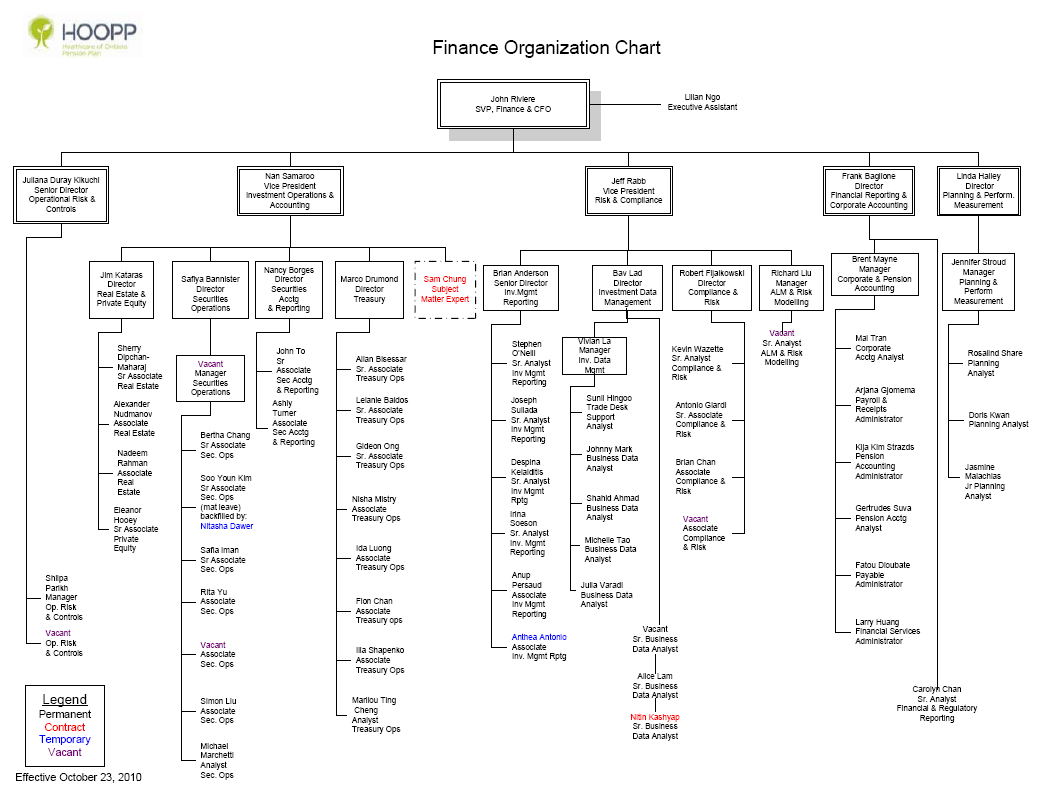 HOOPP
Healthcare of Ontario
Pension Plan
Finance Organization Chart
John Riviere
SVP, Finance & CFO
Lilian Ngo
Executive Assistant
Juliana Duray Kikuchi
Senior Director
Operational Risk &
Controls
Nan Samaroo
Vice President
Investment Operations &
Accounting
Jeff Rabb
Vice President
Risk & Compliance
Frank Baglione
Director
Financial Reporting &
Corporate Accounting
Linda Halley
Director
Planning & Perform.
Measurement
Jim Kataras
Director
Real Estate &
Private Equity
Safiya Bannister
Director
Securities
Operations
Nancy Borges
Director
Securities
Acctg
& Reporting
Marco Drumond
Director
Treasury
Sam Chung
Subject
Matter Expert
Brian Anderson
Senior Director
Inv.Mgmt
Reporting
Bav Lad
Director
Investment Data
Management
Robert Fijalkowski
Director
Compliance &
Risk
Richard Liu
Manager
ALM & Risk
Modelling
Brent Mayne
Manager
Corporate & Pension
Accounting
Jennifer Stroud
Manager
Planning &
Perform
Measurement
Shilpa
Parikh
Manager
Op. Risk
& Controls
Vacant
Op. Risk
& Controls
Sherry
Dipchan-
Maharaj
Sr Associate
Real Estate
Alexander
Nudmanov
Associate
Real Estate
Nadeem
Rahman
Associate
Real
Estate
Eleanor
Hooey
Sr Associate
Private
Equity
Vacant
Manager
Securities
Operations
Bertha Chang
Sr Associate
Sec. Ops
Soo Youn Kim
Sr Associate
Sec. Ops
(mat leave)
backfilled by:
Nitasha Dawer
Safia Iman
Sr Associate
Sec. Ops
Rita Yu
Associate
Sec. Ops
Vacant
Associate
Sec. Ops
Simon Liu
Associate
Sec. Ops
Michael
Marchetti
Analyst
Sec. Ops
John To
Sr
Associate
Sec Acctg
& Reporting
Ashly
Turner
Associate
Sec Acctg
& Reporting
Allan Bisessar
Sr. Associate
Treasury Ops
Lelanie Baldos
Sr. Associate
Treasury Ops
Gideon Ong
Sr. Associate
Treasury Ops
Nisha Mistry
Associate
Treasury Ops
Ida Luong
Associate
Treasury Ops
Fion Chan
Associate
Treasury ops
Illa Shapenko
Associate
Treasury Ops
Marilou Ting
Cheng
Analyst
Treasury Ops
Stephen
O'Neill
Sr. Analyst
Inv Mgmt
Reporting
Joseph
Suliada
Sr. Analyst
Inv Mgmt
Reporting
Despina
Kelaiditis
Sr. Analyst
Inv Mgmt
Rptg
Irina
Soeson
Sr. Analyst
Inv. Mgmt
Reporting
Anup
Persaud
Associate
Inv Mgmt
Reporting
Anthea Antonio
Associate
Inv. Mgmt Rptg
Vivian La
Manager
Inv. Data
Mgmt
Sunil Hingoo
Trade Desk
Support
Analyst
Johnny Mark
Business Data
Analyst
Shahid Ahmad
Business Data
Analyst
Michelle Tao
Business Data
Analyst
Julia Varadi
Business Data
Analyst
Vacant
Sr. Business
Data Analyst
Alice Lam
Sr. Business
Data Analyst
Nitin Kashyap
Sr. Business
Data Analyst
Kevin Wazette
Sr. Analyst
Compliance &
Risk
Antonio Giardi
Sr. Associate
Compliance &
Risk
Brian Chan
Associate
Compliance &
Risk
Vacant
Associate
Compliance
& Risk
Vacant
Sr. Analyst
ALM & Risk
Modelling
Mai Tran
Corporate
Acctg Analyst
Arjana Gjomema
Payroll &
Receipts
Administrator
Kija Kim Strazds
Pension
Accounting
Administrator
Gertrudes Suva
Pension Acctg
Analyst
Fatou Dioubate
Payable
Administrator
Larry Huang
Financial Services
Administrator
Carolyn Chan
Sr. Analyst
Financial & Regulatory
Reporting
Rosalind Share
Planning
Analyst
Doris Kwan
Planning Analyst
Jasmine
Malachias
Jr Planning
Analyst
Legend
Permanent
Contract
Temporary
Vacant
Effective October 23, 2010